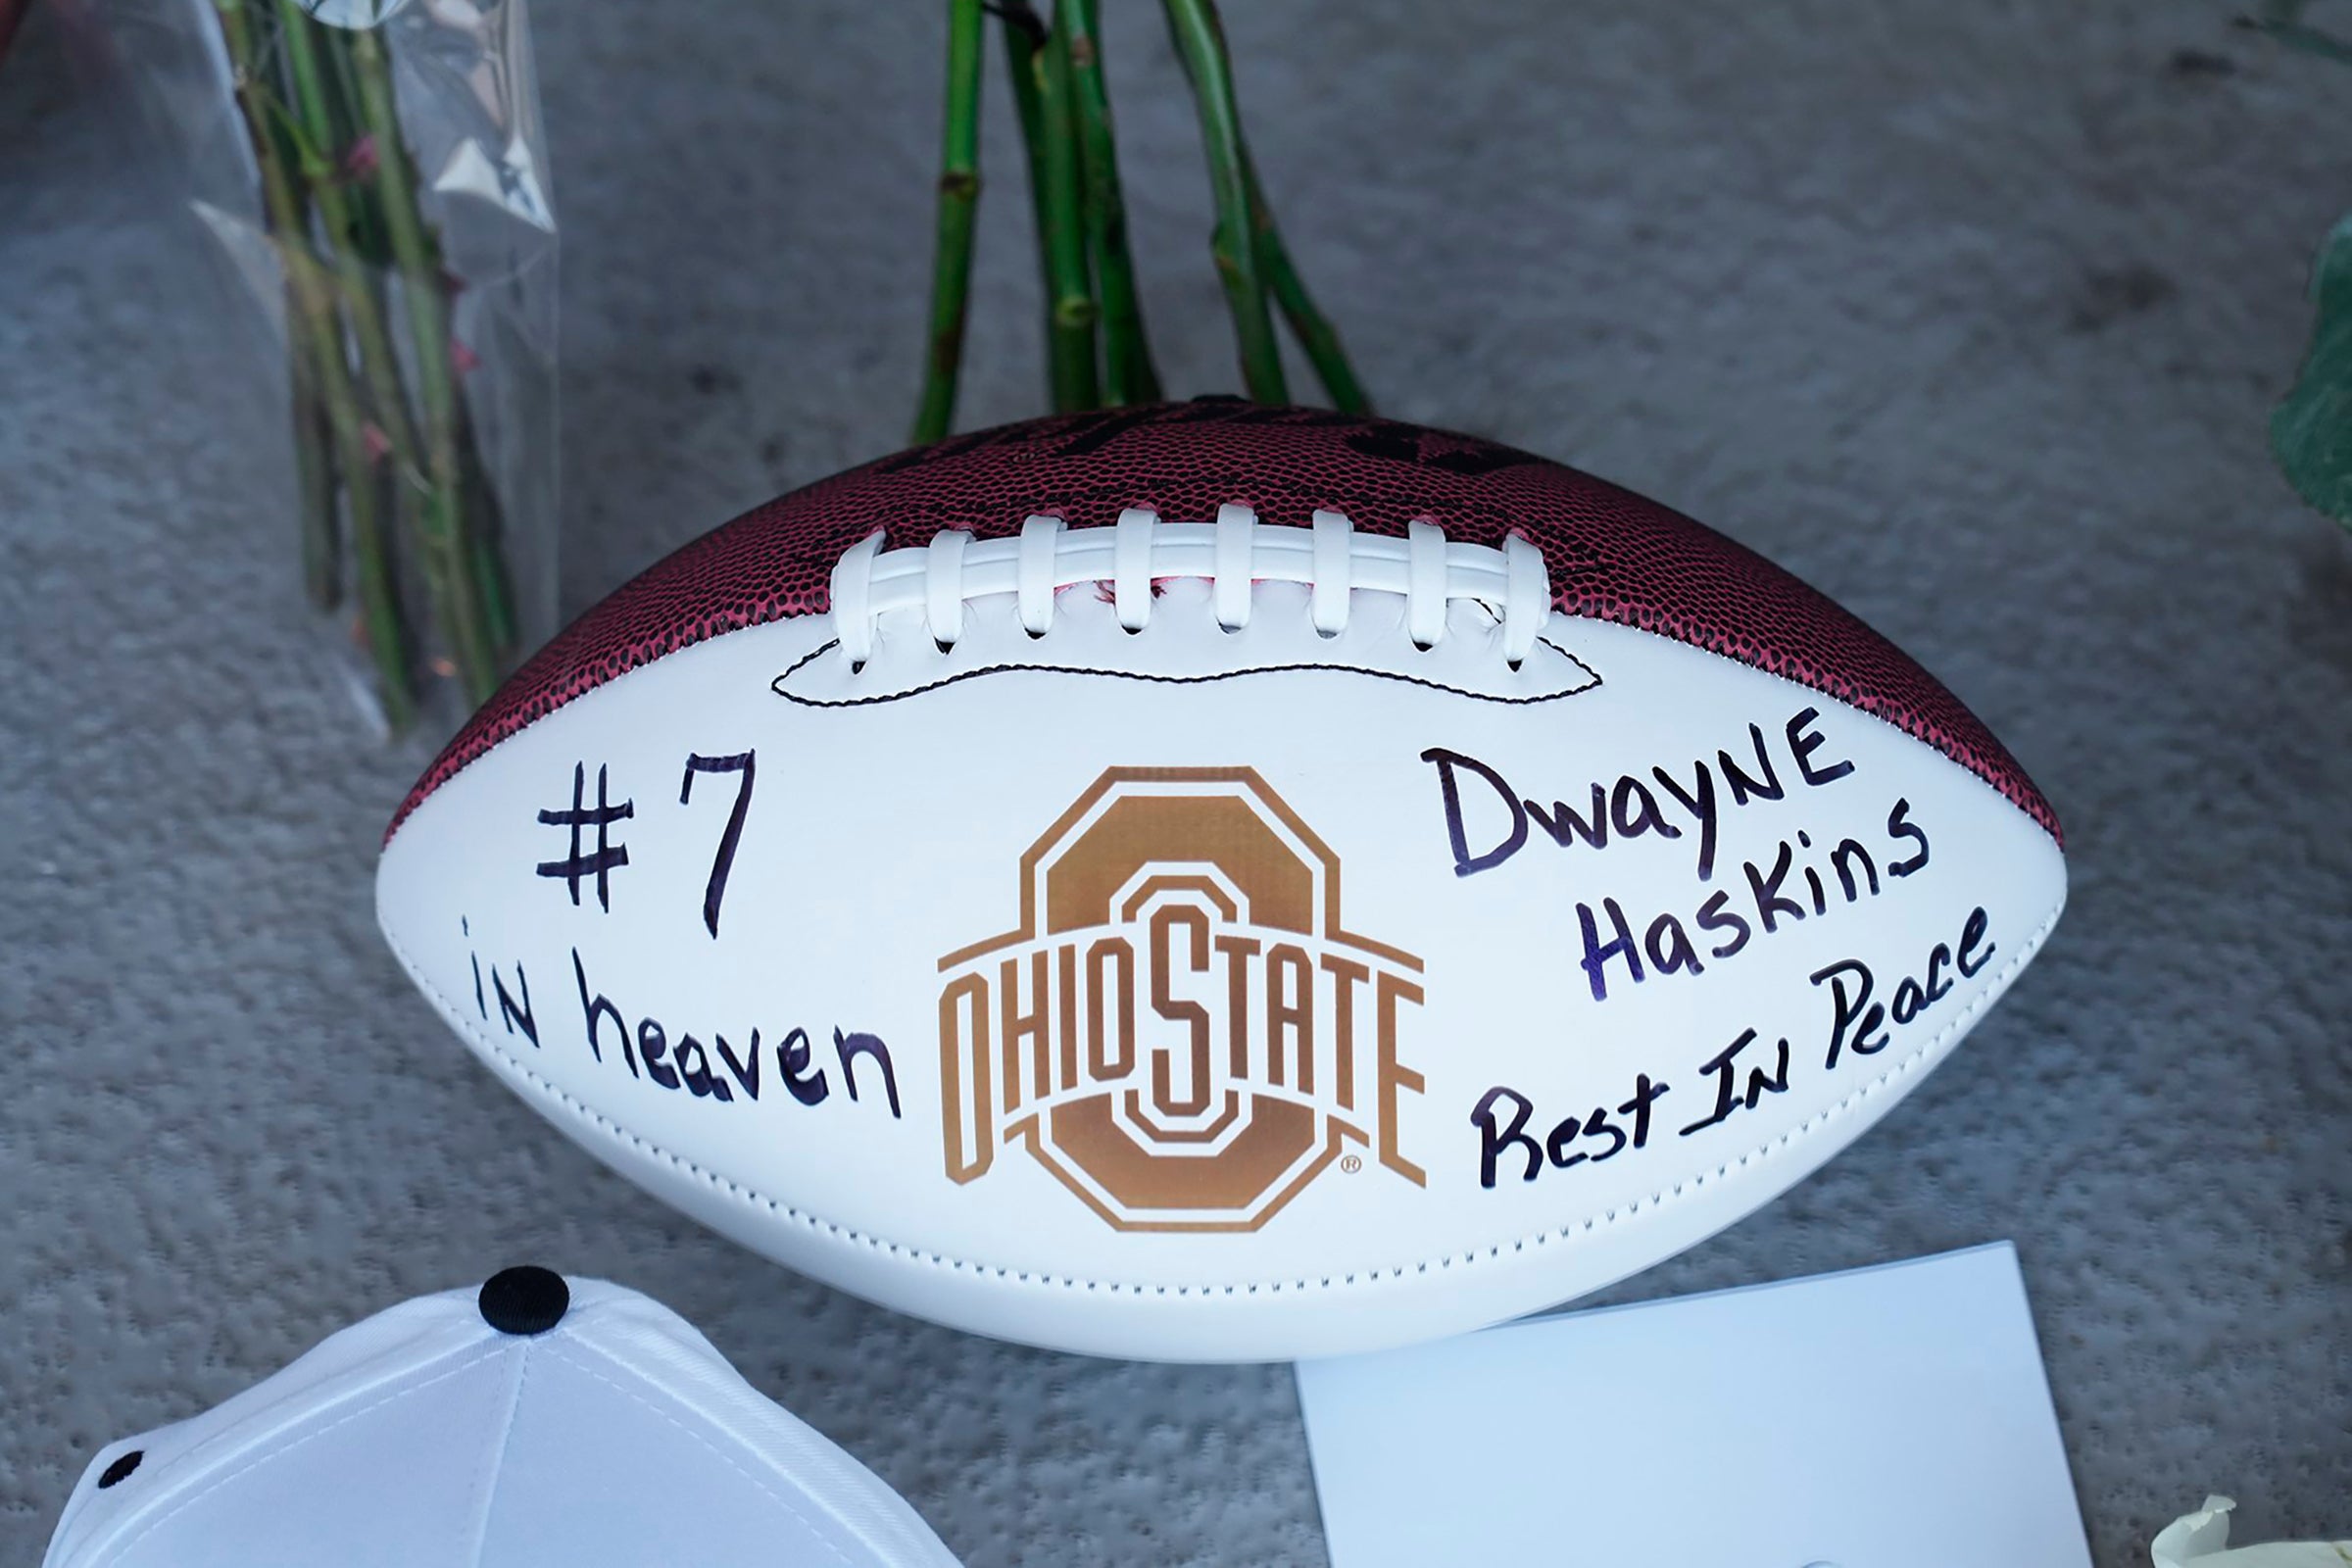 #7
iN heaven
OHIO STATE
®
DwayNE
Haskins
Rest IN Peace